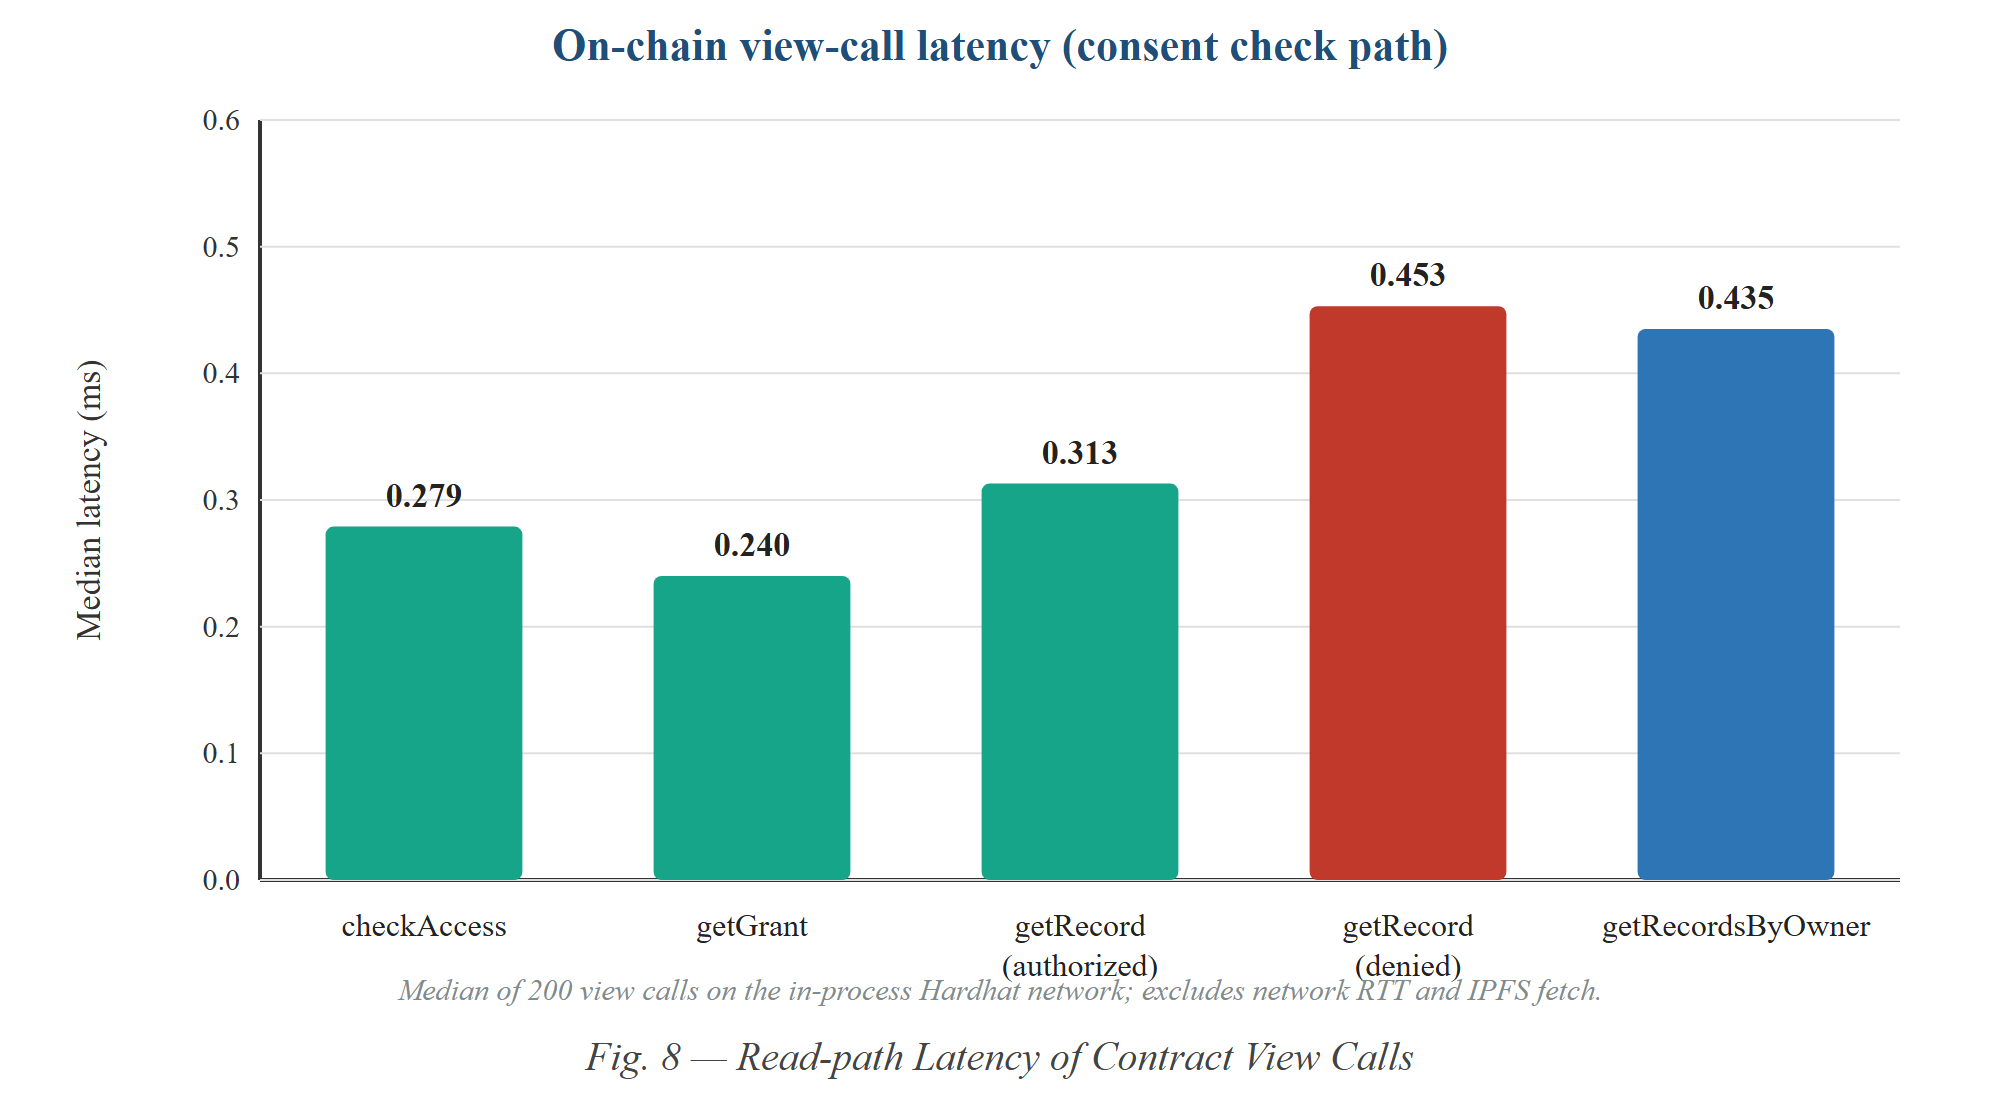 On-chain view-call latency (consent check path)
0.6
0.5
0.4
0.3
0.2
0.1
0.0
Median latency (ms)
0.279
0.240
0.313
0.453
0.435
checkAccess
getGrant
getRecord
(authorized)
getRecord
(denied)
getRecordsByOwner
Median of 200 view calls on the in-process Hardhat network; excludes network RTT and IPFS fetch.
Fig. 8 — Read-path Latency of Contract View Calls